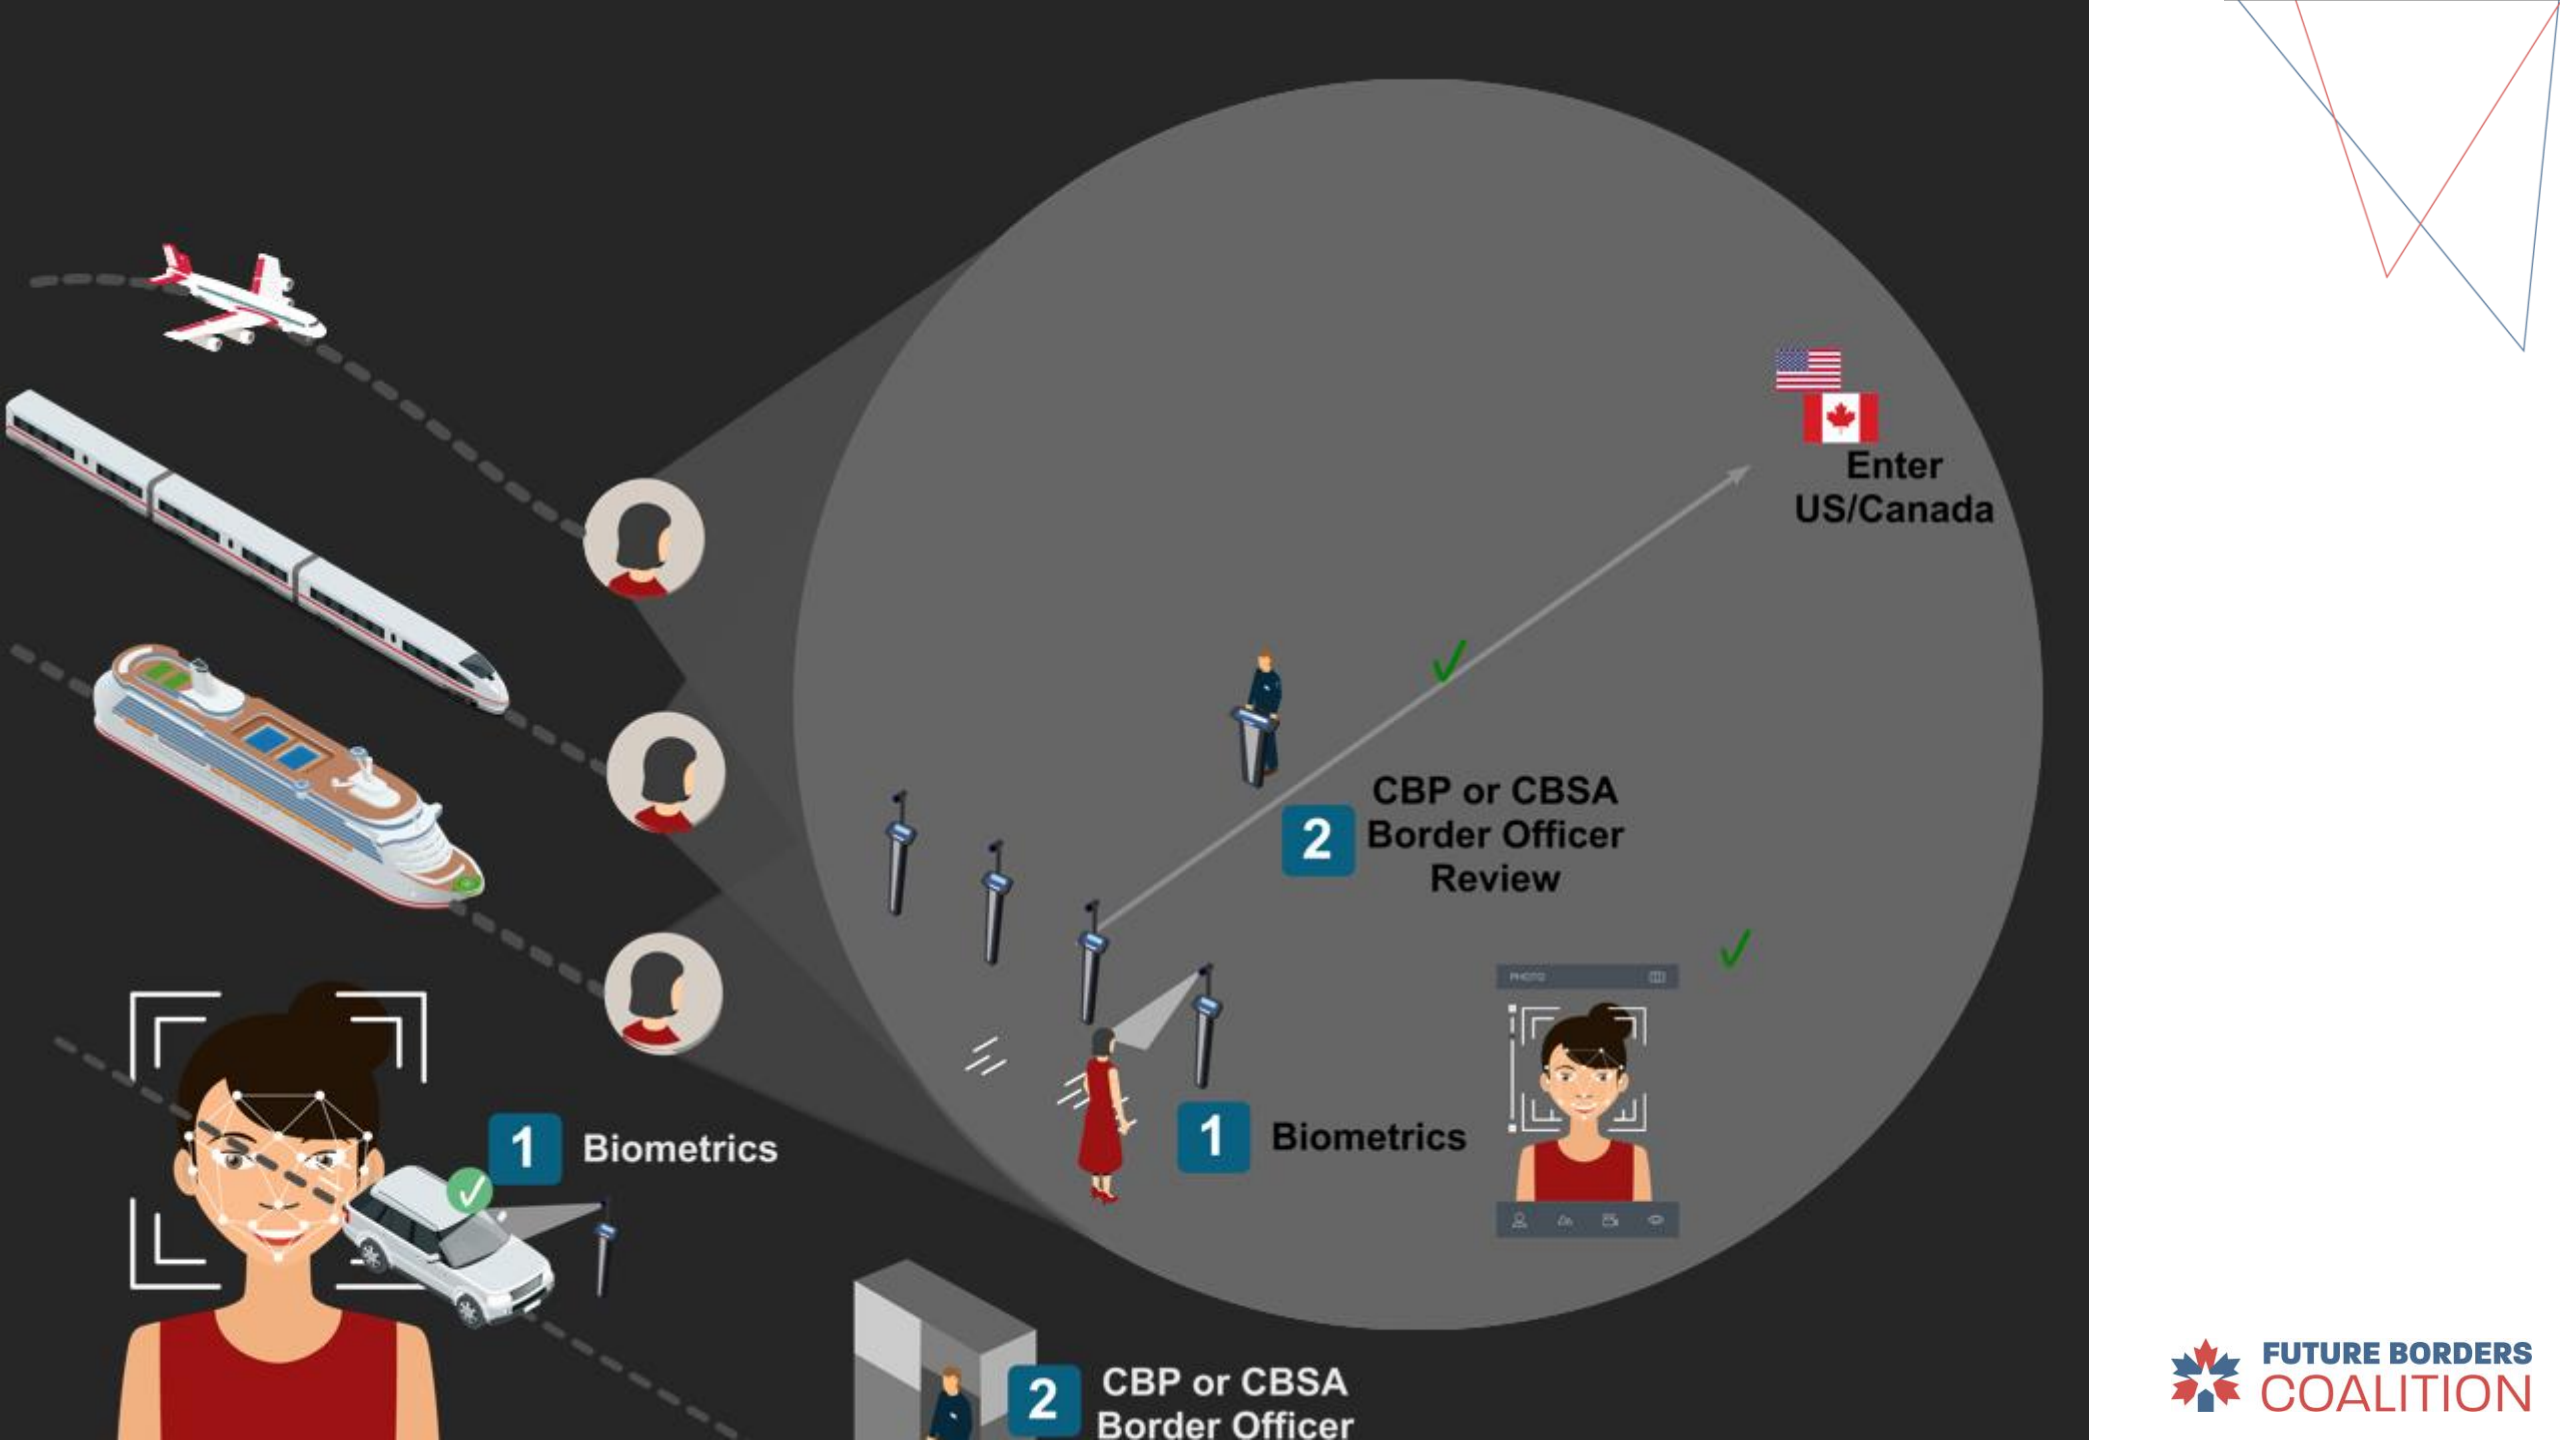 Enter
US/Canada
CBP or CBSA
2
Border Officer
Review
PHOTO
1
Biometrics
1
Biometrics
2
CBP or CBSA
Border Officer
FUTURE BORDERS
COALITION